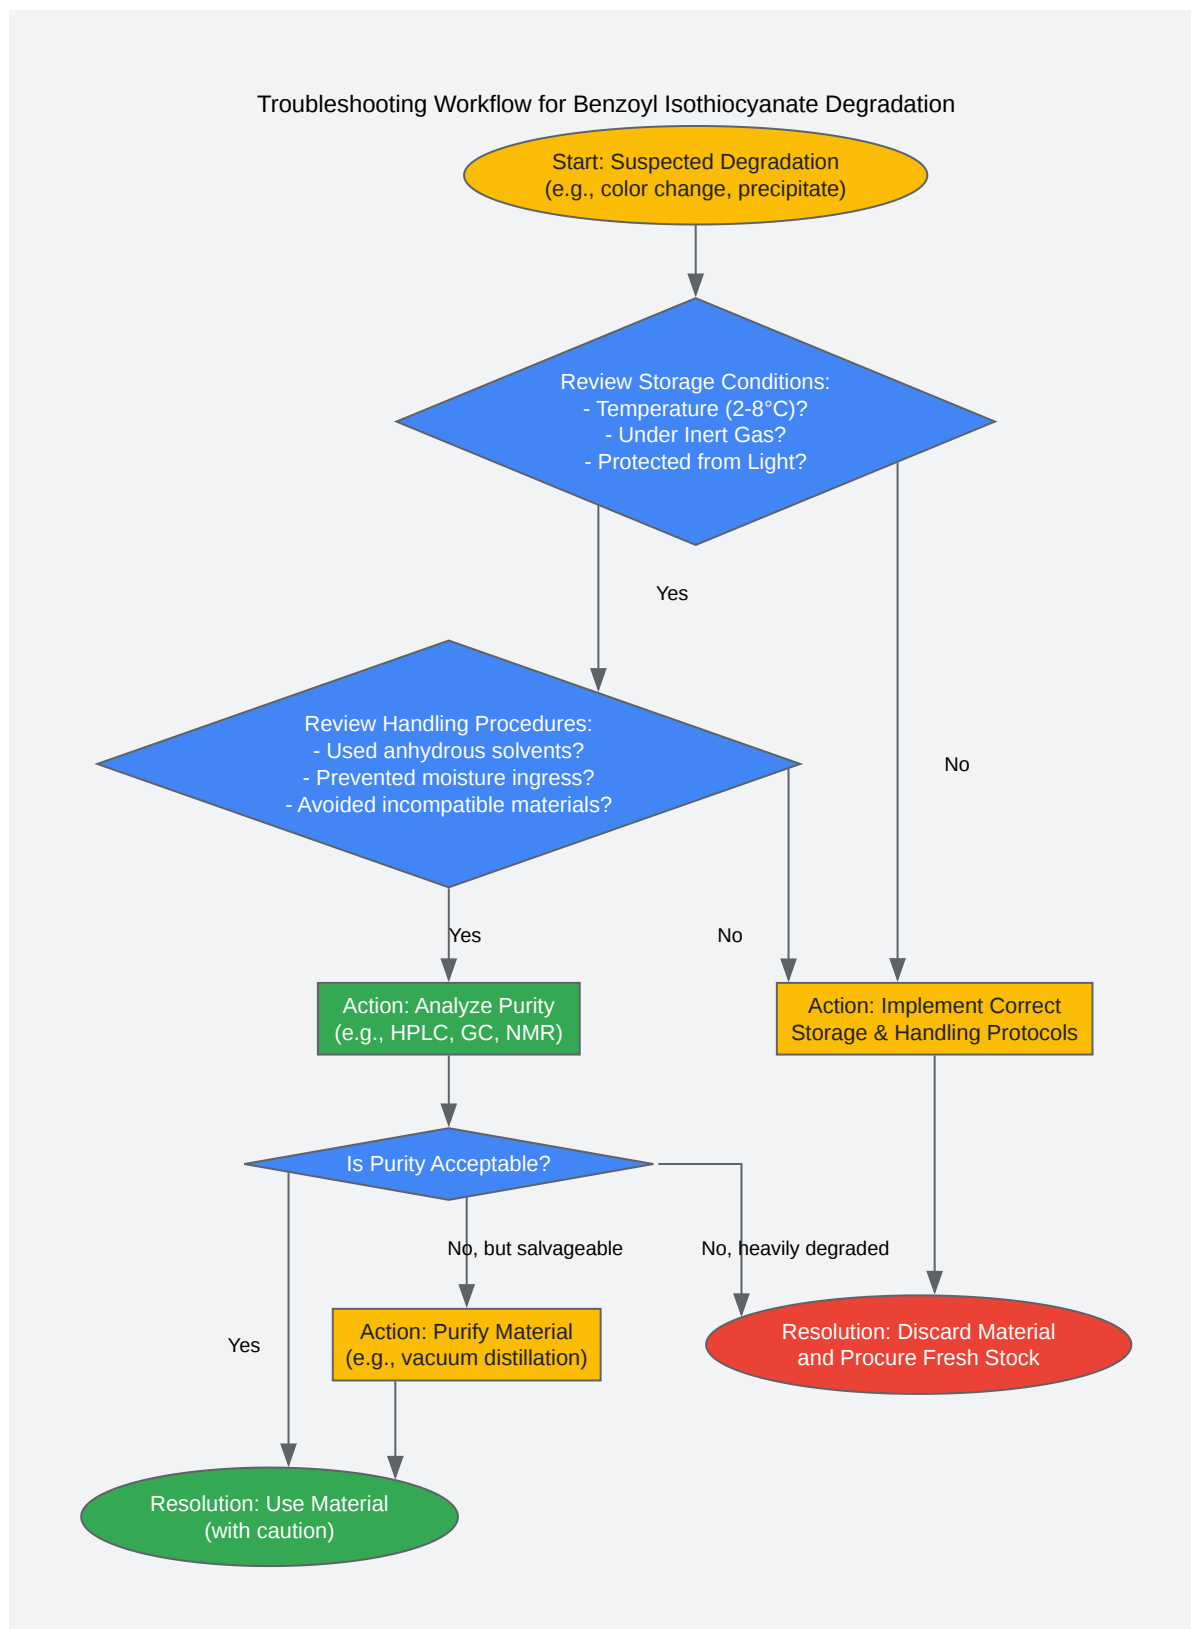 Troubleshooting Workflow for Benzoyl Isothiocyanate Degradation
Start: Suspected Degradation
(e.g., color change, precipitate)
Review Storage Conditions:
- Temperature (2-8°C)?
- Under Inert Gas?
- Protected from Light?
Yes
No
Review Handling Procedures:
- Used anhydrous solvents?
- Prevented moisture ingress?
- Avoided incompatible materials?
Yes
No
Action: Analyze Purity
(e.g., HPLC, GC, NMR)
Action: Implement Correct
Storage & Handling Protocols
Is Purity Acceptable?
No, but salvageable
No, heavily degraded
Yes
Action: Purify Material
(e.g., vacuum distillation)
Resolution: Discard Material
and Procure Fresh Stock
Resolution: Use Material
(with caution)